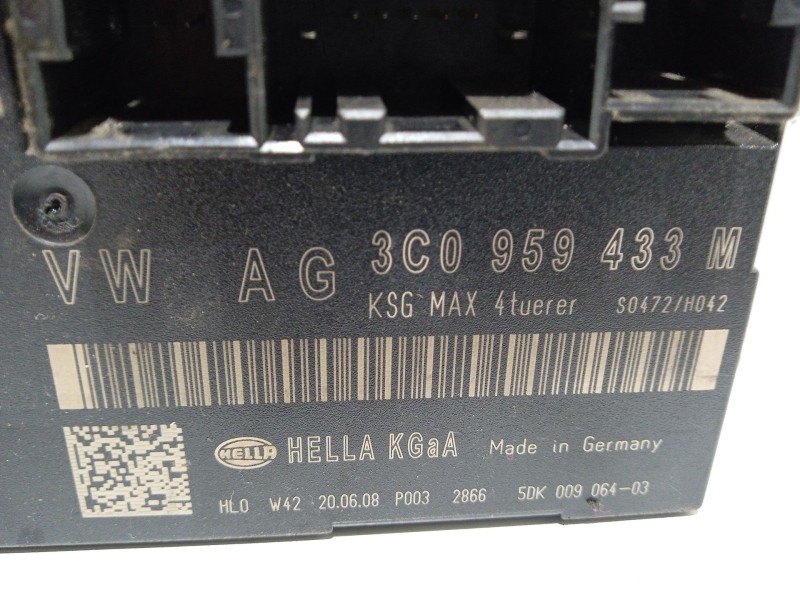 VW AG 3C0 959 433 M
KSG MAX 4tuerer S0472/H042
HELLA HELLA KGaA Made in Germany
HLO W42 20.06.08 P003 2866 5DK 009 064-03